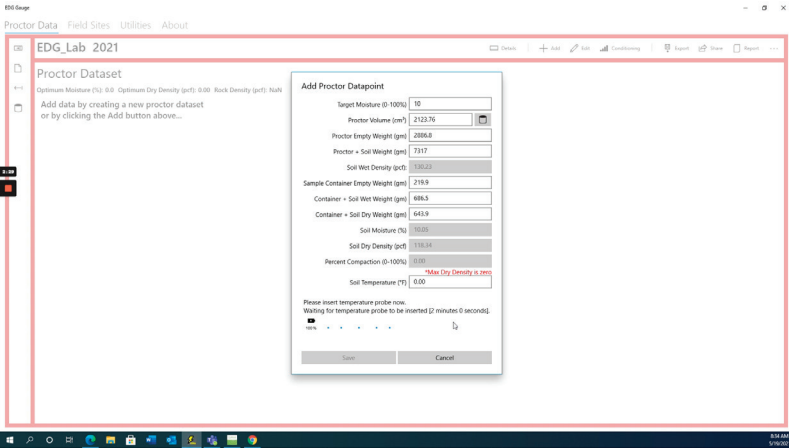 EDG Gauge
Proctor Data Field Sites Utilities About
EDG_Lab 2021
Details Add Edit Conditioning Export Share Report ...
Proctor Dataset
Optimum Moisture (%): 0.0 Optimum Dry Density (pcf): 0.00 Rock Density (pcf): NaN
Add data by creating a new proctor dataset
or by clicking the Add button above...
Add Proctor Datapoint
Target Moisture (0-100%) 10
Proctor Volume (cm³) 2123.76
Proctor Empty Weight (gm) 2886.8
Proctor + Soil Weight (gm) 7317
Soil Wet Density (pcf): 130.23
Sample Container Empty Weight (gm) 219.9
Container + Soil Wet Weight (gm) 686.5
Container + Soil Dry Weight (gm) 643.9
Soil Moisture (%) 10.05
Soil Dry Density (pcf) 118.34
Percent Compaction (0-100%) 0.00
*Max Dry Density is zero
Soil Temperature (°F) 0.00
Please insert temperature probe now.
Waiting for temperature probe to be inserted [2 minutes 0 seconds].
100%
Save Cancel
8:54 AM